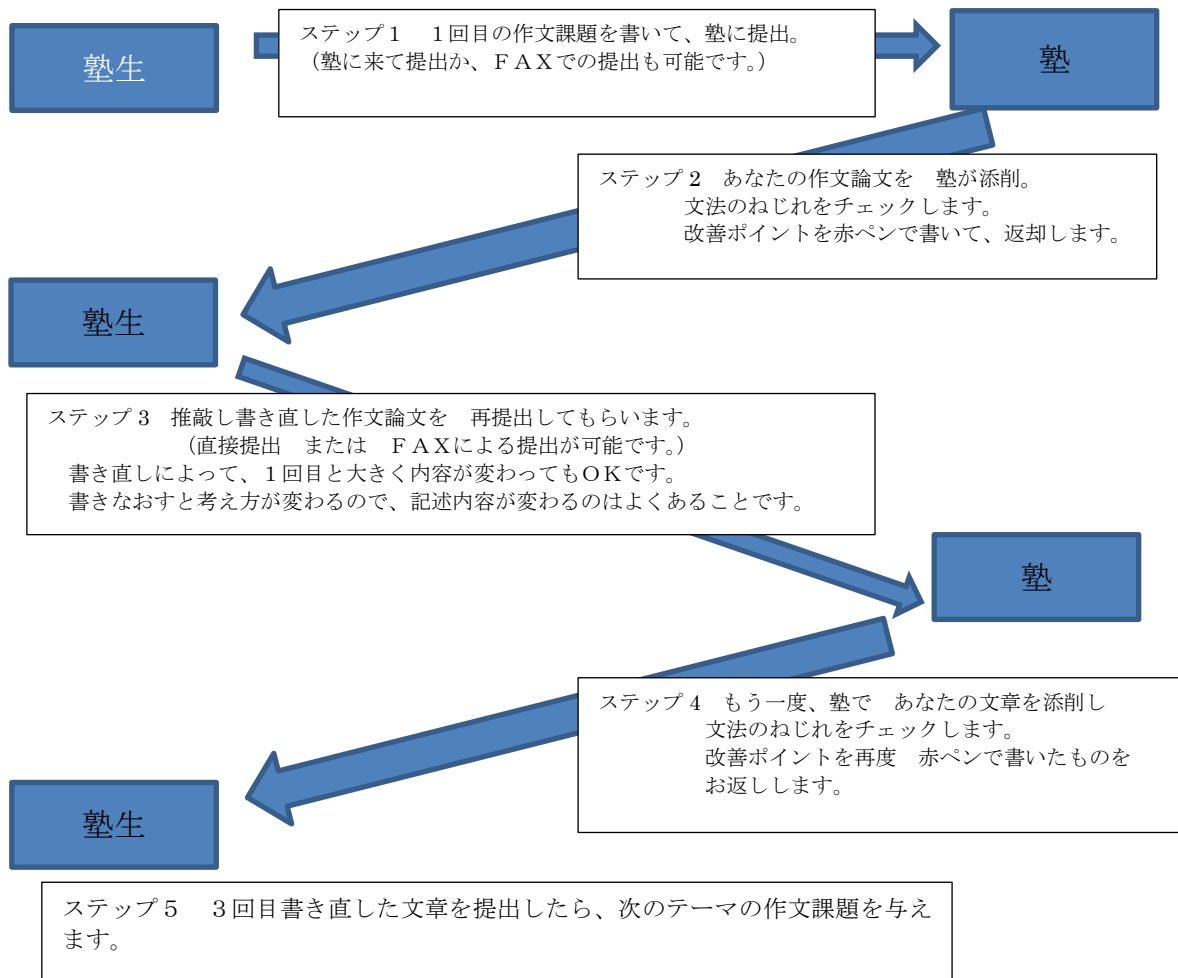 塾生
ステップ１　１回目の作文課題を書いて、塾に提出。
（塾に来て提出か、ＦＡＸでの提出も可能です。）
塾
ステップ２　あなたの作文論文を　塾が添削。
文法のねじれをチェックします。
改善ポイントを赤ペンで書いて、返却します。
塾生
ステップ３　推敲し書き直した作文論文を　再提出してもらいます。
（直接提出　または　ＦＡＸによる提出が可能です。）
書き直しによって、１回目と大きく内容が変わってもＯＫです。
書きなおすと考え方が変わるので、記述内容が変わるのはよくあることです。
塾
ステップ４　もう一度、塾で　あなたの文章を添削し
文法のねじれをチェックします。
改善ポイントを再度　赤ペンで書いたものを
お返しします。
塾生
ステップ５　３回目書き直した文章を提出したら、次のテーマの作文課題を与え
ます。